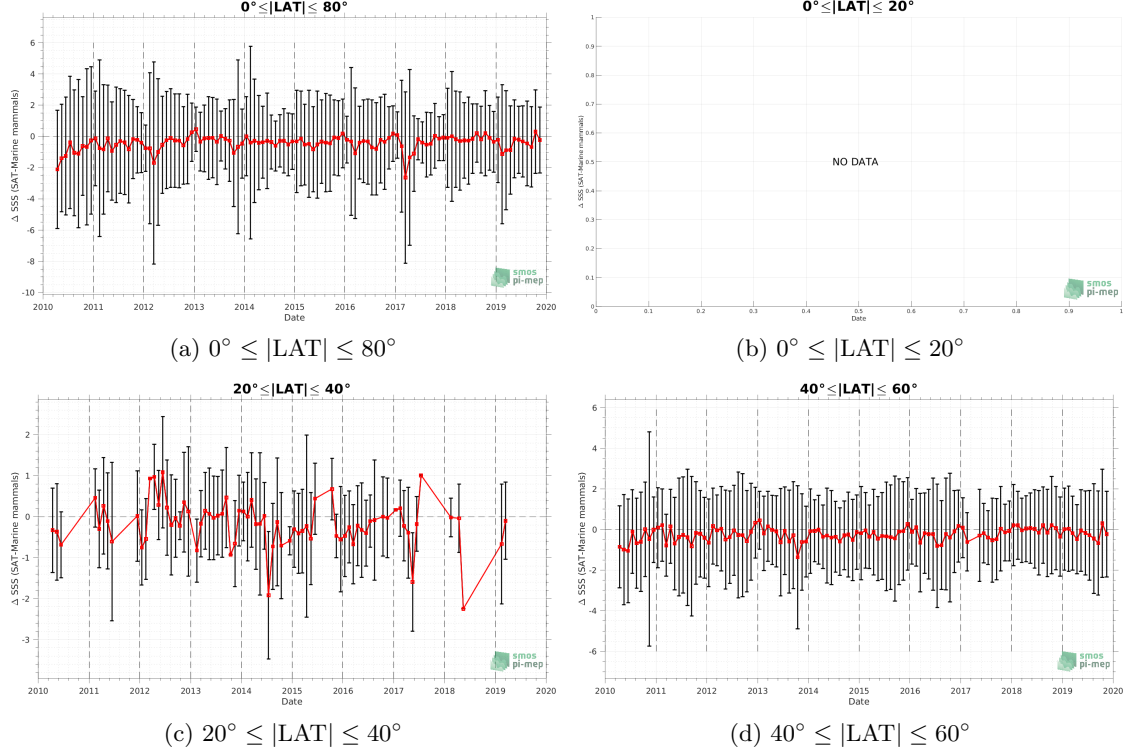 0°≤|LAT|≤ 80°
6
4
2
0
-2
-4
-6
-8
-10
Δ SSS (SAT-Marine mammals)
smos
pi-mep
2010 2011 2012 2013 2014 2015 2016 2017 2018 2019 2020
Date
(a) 0° ≤ |LAT| ≤ 80°
0°≤|LAT|≤ 20°
1
0.9
0.8
0.7
0.6
0.5
0.4
0.3
0.2
0.1
0
Δ SSS (SAT-Marine mammals)
NO DATA
smos
pi-mep
0 0.1 0.2 0.3 0.4 0.5 0.6 0.7 0.8 0.9 1
Date
(b) 0° ≤ |LAT| ≤ 20°
20°≤|LAT|≤ 40°
2
1
0
-1
-2
-3
Δ SSS (SAT-Marine mammals)
smos
pi-mep
2010 2011 2012 2013 2014 2015 2016 2017 2018 2019 2020
Date
(c) 20° ≤ |LAT| ≤ 40°
40°≤|LAT|≤ 60°
6
4
2
0
-2
-4
-6
Δ SSS (SAT-Marine mammals)
smos
pi-mep
2010 2011 2012 2013 2014 2015 2016 2017 2018 2019 2020
Date
(d) 40° ≤ |LAT| ≤ 60°